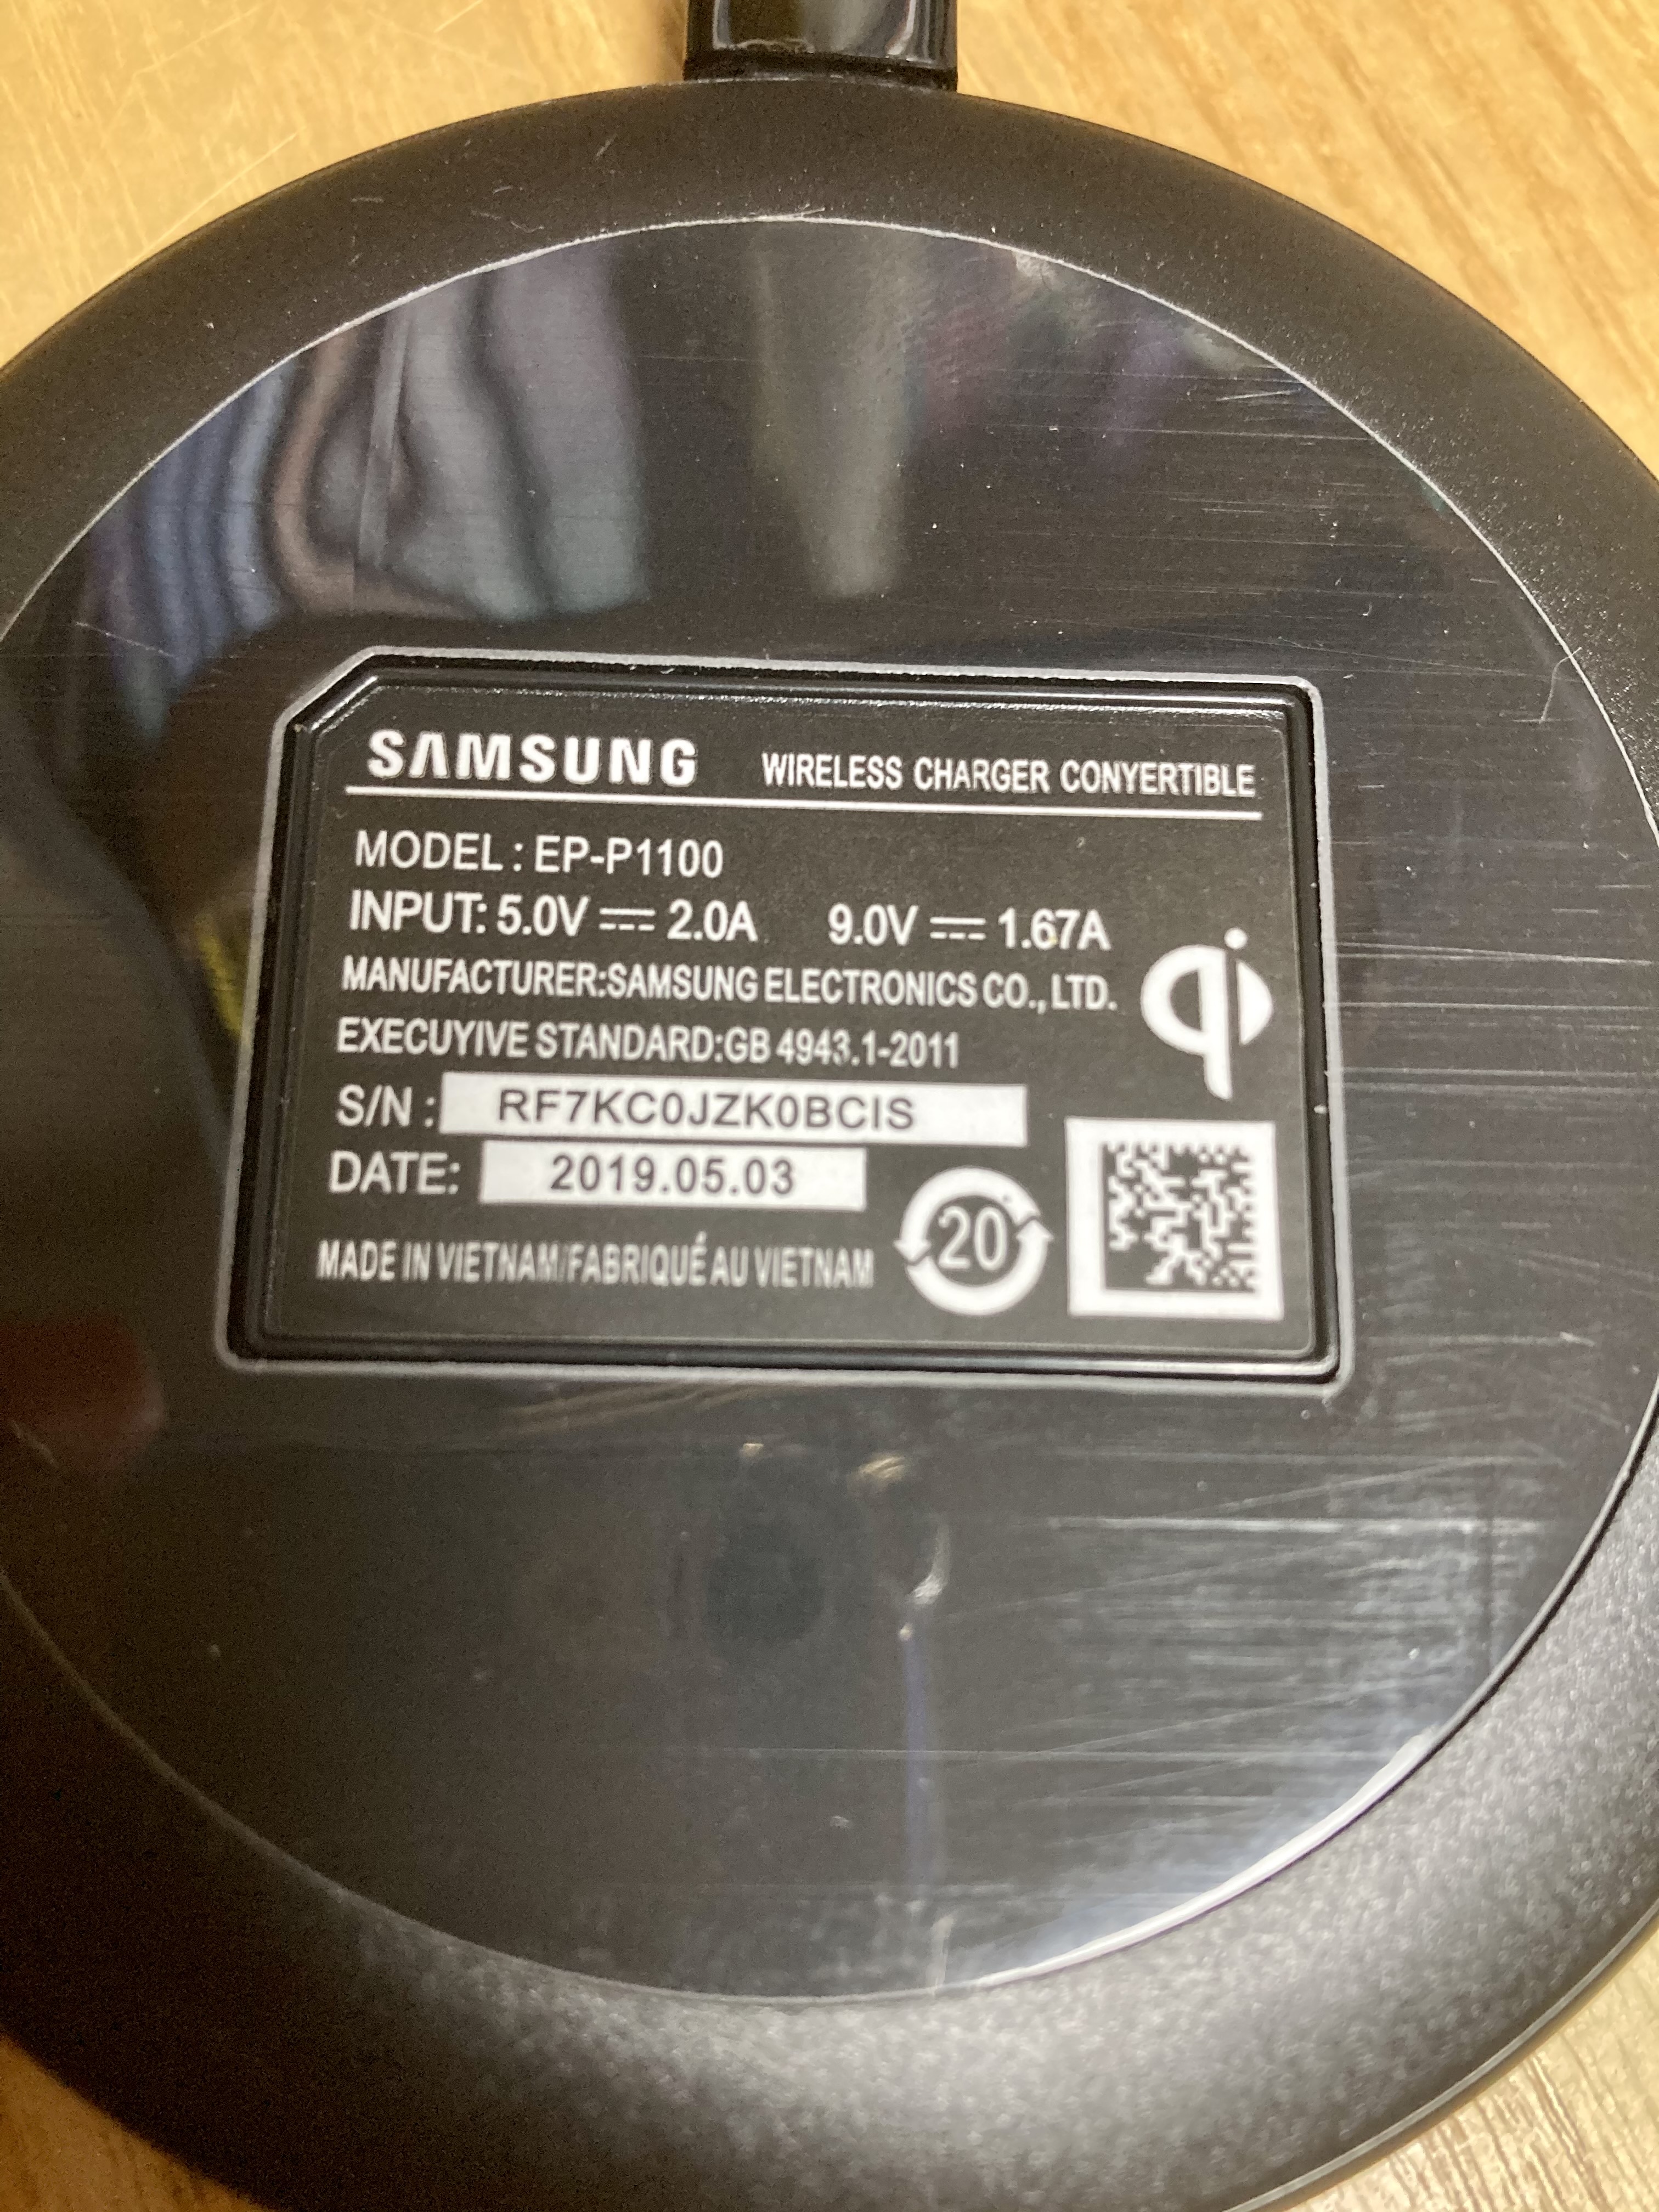 SAMSUNG WIRELESS CHARGER CONYERTIBLE
MODEL : EP-P1100
INPUT: 5.0V ⎓ 2.0A 9.0V ⎓ 1.67A
MANUFACTURER:SAMSUNG ELECTRONICS CO., LTD.
qi
EXECUYIVE STANDARD:GB 4943.1-2011
S/N : RF7KC0JZK0BCIS
DATE: 2019.05.03
20
MADE IN VIETNAM/FABRIQUÉ AU VIETNAM